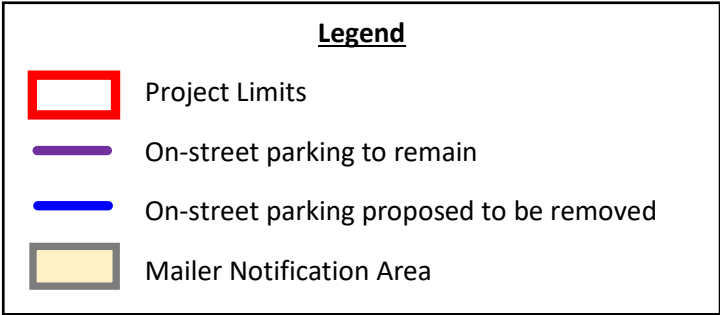 Legend
Project Limits
On-street parking to remain
On-street parking proposed to be removed
Mailer Notification Area